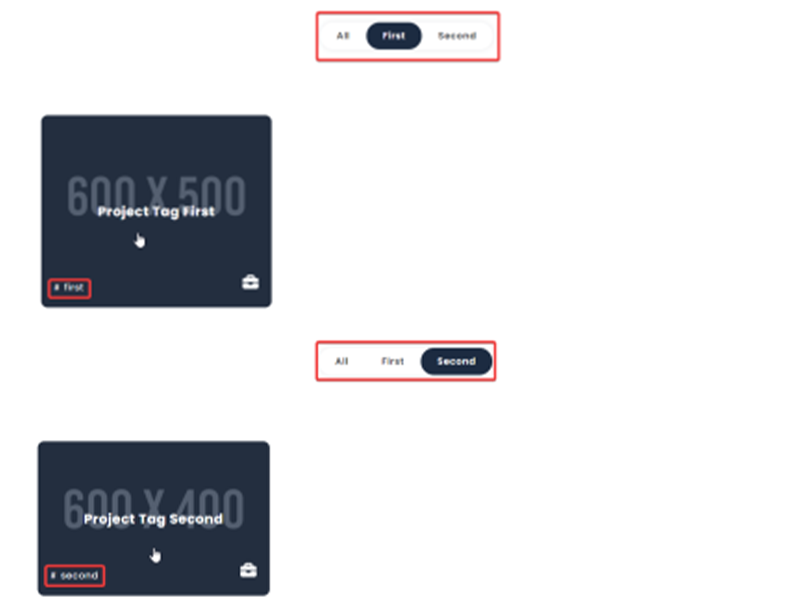 All First Second
600 X 500
Project Tag First
# first
All First Second
600 X 400
Project Tag Second
# second